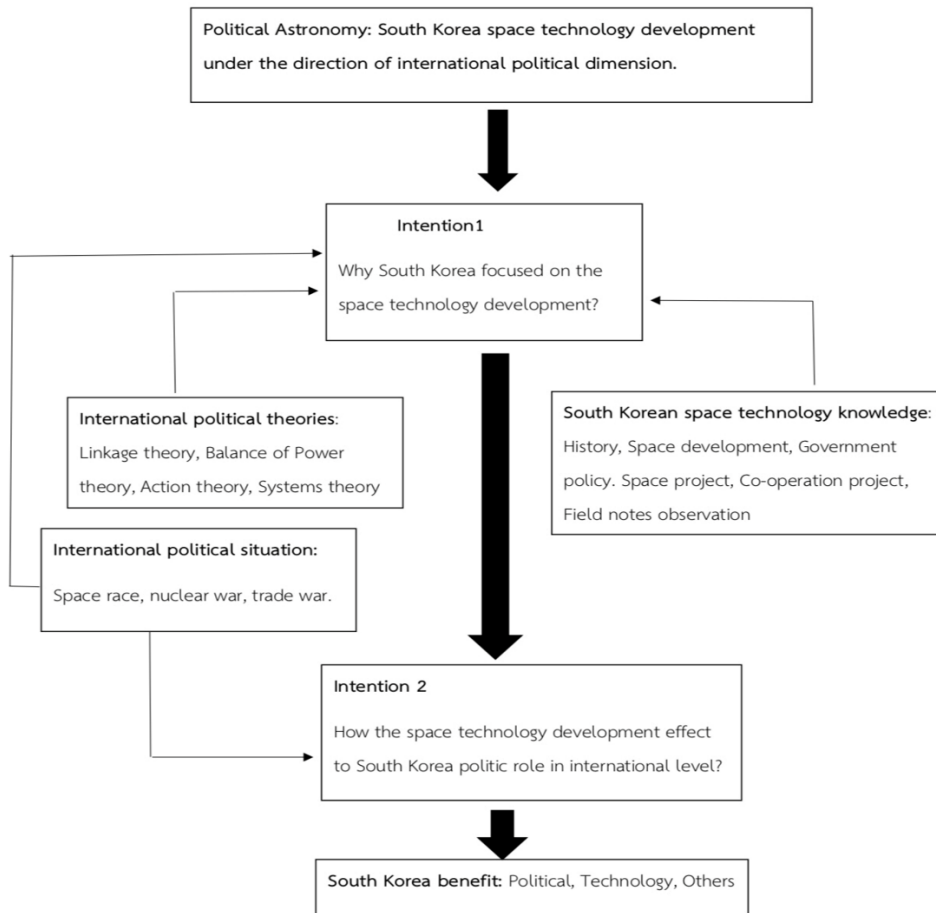 Political Astronomy: South Korea space technology development
under the direction of international political dimension.
Intention1
Why South Korea focused on the
space technology development?
International political theories:
Linkage theory, Balance of Power
theory, Action theory, Systems theory
South Korean space technology knowledge:
History, Space development, Government
policy. Space project, Co-operation project,
Field notes observation
International political situation:
Space race, nuclear war, trade war.
Intention 2
How the space technology development effect
to South Korea politic role in international level?
South Korea benefit: Political, Technology, Others